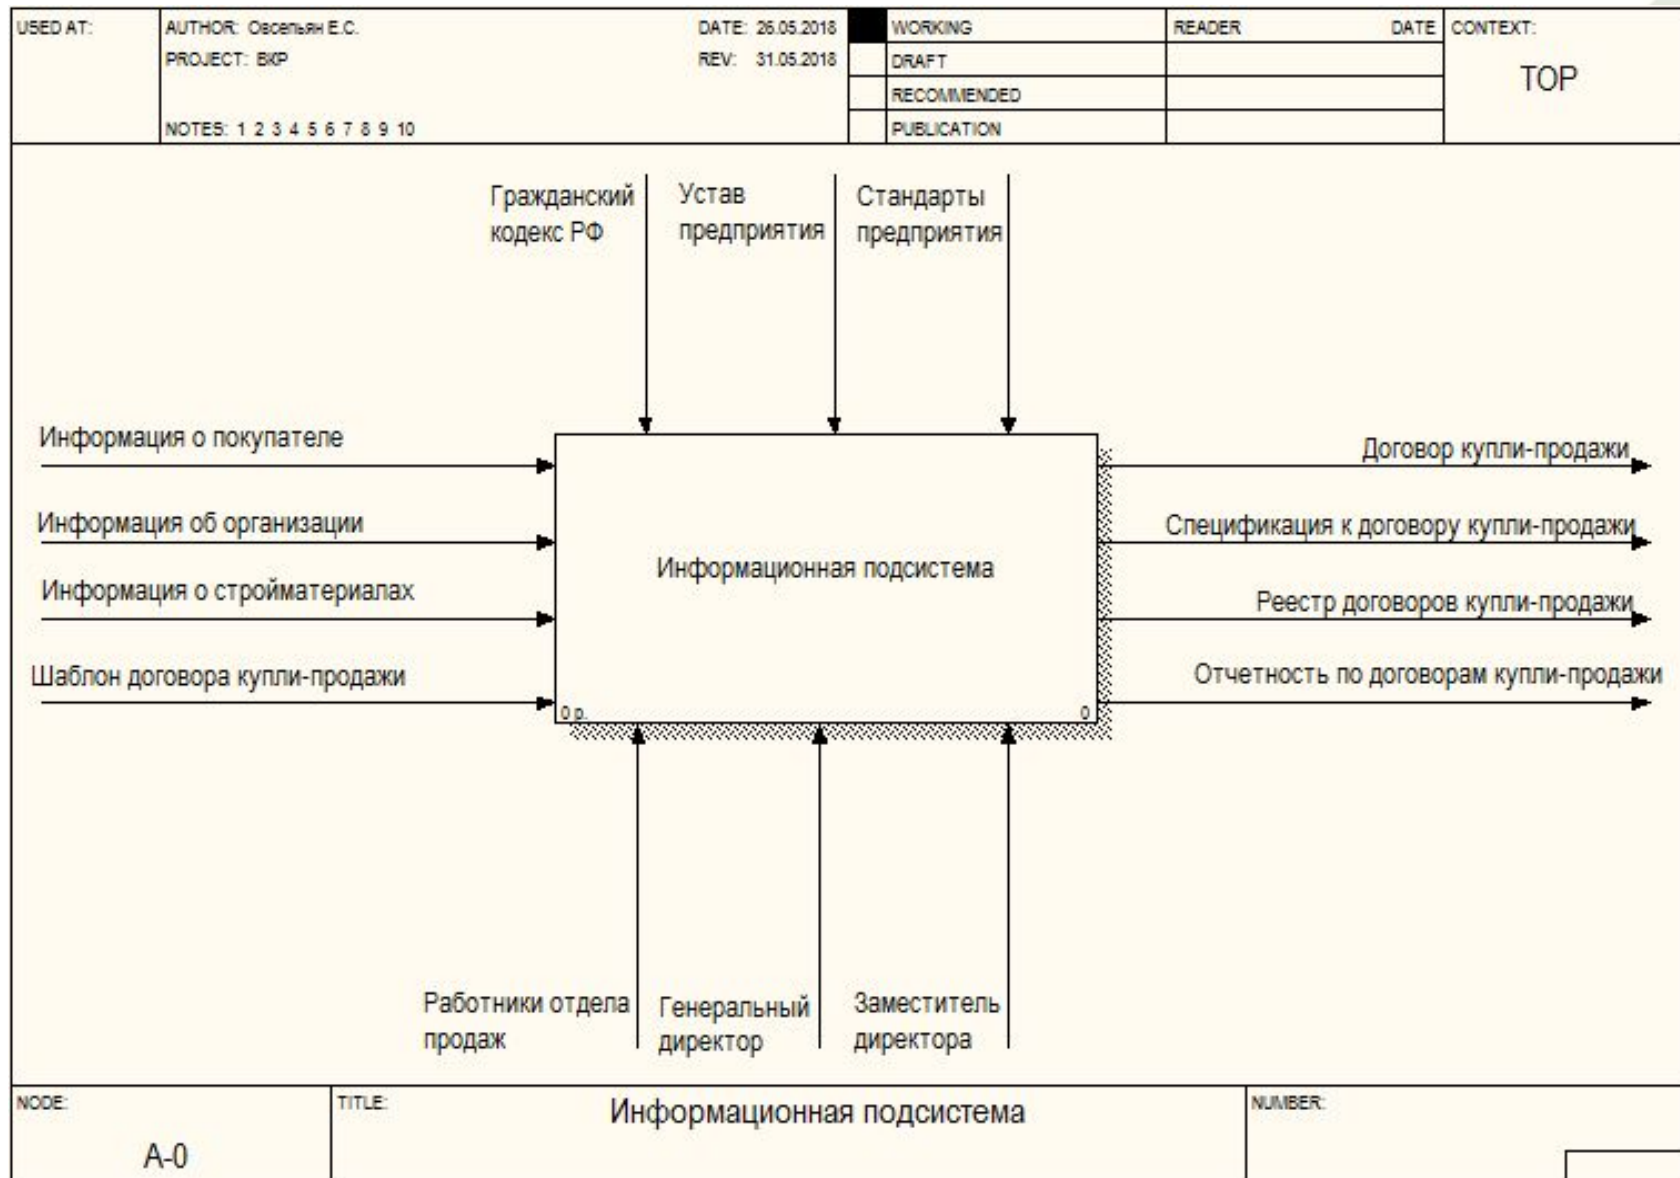 USED AT:
AUTHOR: Овсепьян Е.С.
DATE: 26.05.2018
PROJECT: ВКР
REV: 31.05.2018
NOTES: 1 2 3 4 5 6 7 8 9 10
WORKING
DRAFT
RECOMMENDED
PUBLICATION
READER DATE
CONTEXT:
TOP
Гражданский
кодекс РФ
Устав
предприятия
Стандарты
предприятия
Информация о покупателе
Информация об организации
Информация о стройматериалах
Шаблон договора купли-продажи
Информационная подсистема
0 р. 0
Договор купли-продажи
Спецификация к договору купли-продажи
Реестр договоров купли-продажи
Отчетность по договорам купли-продажи
Работники отдела
продаж
Генеральный
директор
Заместитель
директора
NODE:
A-0
TITLE:
Информационная подсистема
NUMBER: